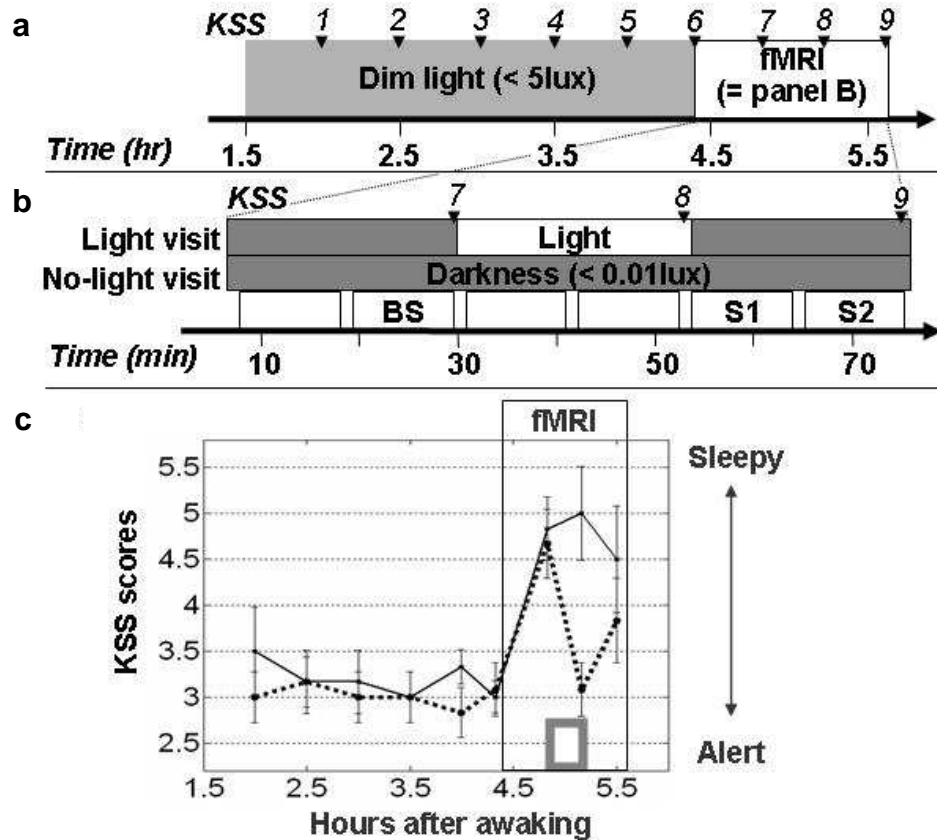 a
KSS 1 2 3 4 5 6 7 8 9
Dim light (< 5lux)
fMRI
(= panel B)
Time (hr)
1.5 2.5 3.5 4.5 5.5
b
KSS 7 8 9
Light visit
Light
No-light visit
Darkness (< 0.01lux)
BS S1 S2
Time (min)
10 30 50 70
c
fMRI
Sleepy
5.5
5
4.5
4
3.5
3
2.5
KSS scores
Alert
1.5 2.5 3.5 4.5 5.5
Hours after awaking